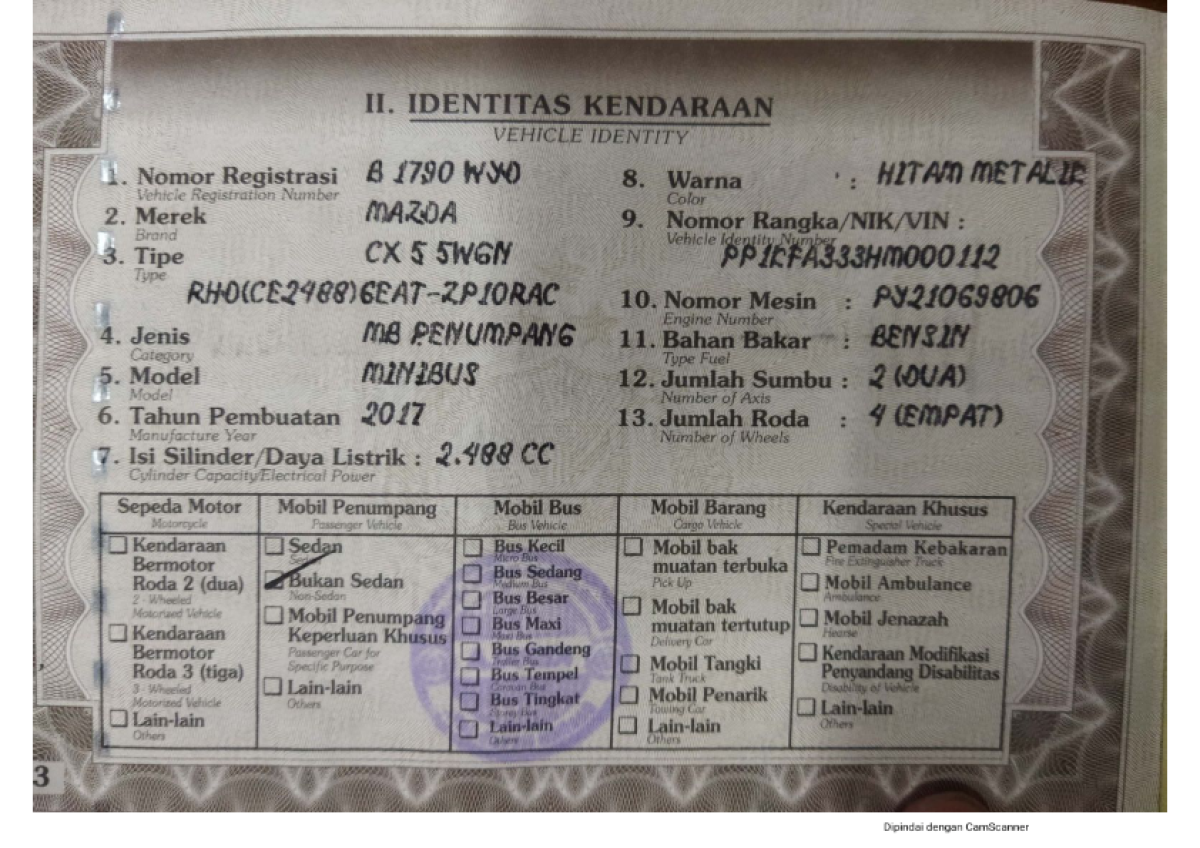 II. IDENTITAS KENDARAAN
VEHICLE IDENTITY
1. Nomor Registrasi B 1790 WYO
Vehicle Registration Number
2. Merek MAZDA
Brand
3. Tipe CX 5 5WGN
Type
RHD(CE2488)6EAT-ZP10RAC
4. Jenis MB PENUMPANG
Category
5. Model MINIBUS
Model
6. Tahun Pembuatan 2017
Manufacture Year
7. Isi Silinder/Daya Listrik : 2.488 CC
Cylinder Capacity/Electrical Power
8. Warna : HITAM METALIK
Color
9. Nomor Rangka/NIK/VIN :
Vehicle Identity Number
PP1KFA333HM000112
10. Nomor Mesin : PY21069806
Engine Number
11. Bahan Bakar : BENSIN
Type Fuel
12. Jumlah Sumbu : 2 (DUA)
Number of Axis
13. Jumlah Roda : 4 (EMPAT)
Number of Wheels
Sepeda Motor
Motorcycle
Kendaraan
Bermotor
Roda 2 (dua)
2 - Wheeled
Motorized Vehicle
Kendaraan
Bermotor
Roda 3 (tiga)
3 - Wheeled
Motorized Vehicle
Lain-lain
Others
Mobil Penumpang
Passenger Vehicle
Sedan
Bukan Sedan
Non-Sedan
Mobil Penumpang
Keperluan Khusus
Passenger Car for
Specific Purpose
Lain-lain
Others
Mobil Bus
Bus Vehicle
Bus Kecil
Micro Bus
Bus Sedang
Medium Bus
Bus Besar
Large Bus
Bus Maxi
Maxi Bus
Bus Gandeng
Trailer Bus
Bus Tempel
Caravan Bus
Bus Tingkat
Lain-lain
Others
Mobil Barang
Cargo Vehicle
Mobil bak
muatan terbuka
Pick Up
Mobil bak
muatan tertutup
Delivery Car
Mobil Tangki
Tank Truck
Mobil Penarik
Towing Car
Lain-lain
Others
Kendaraan Khusus
Special Vehicle
Pemadam Kebakaran
Fire Extinguisher Truck
Mobil Ambulance
Ambulance
Mobil Jenazah
Hearse
Kendaraan Modifikasi
Penyandang Disabilitas
Disability of Vehicle
Lain-lain
Others
3
Dipindai dengan CamScanner